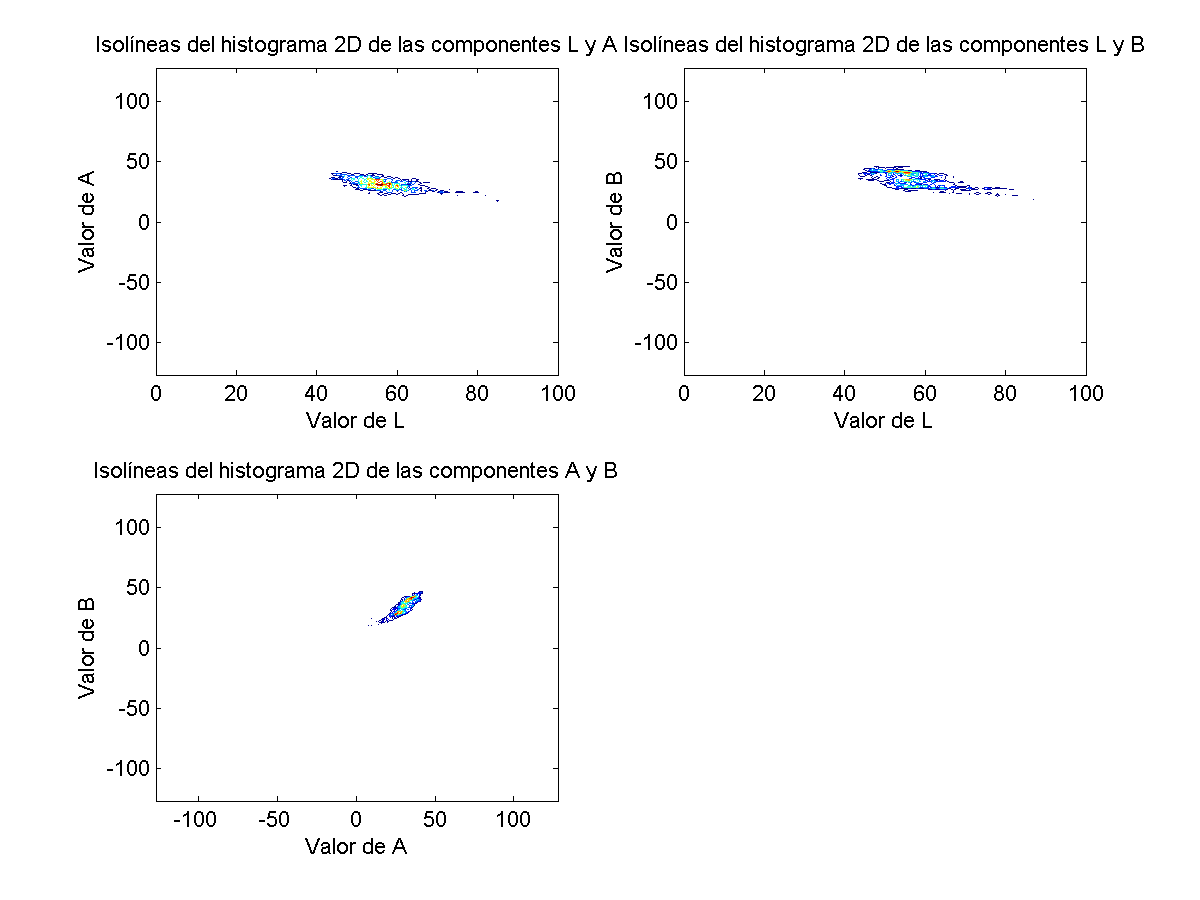 Isolíneas del histograma 2D de las componentes L y A
100
50
0
-50
-100
Valor de A
0 20 40 60 80 100
Valor de L
Isolíneas del histograma 2D de las componentes L y B
100
50
0
-50
-100
Valor de B
0 20 40 60 80 100
Valor de L
Isolíneas del histograma 2D de las componentes A y B
100
50
0
-50
-100
Valor de B
-100 -50 0 50 100
Valor de A